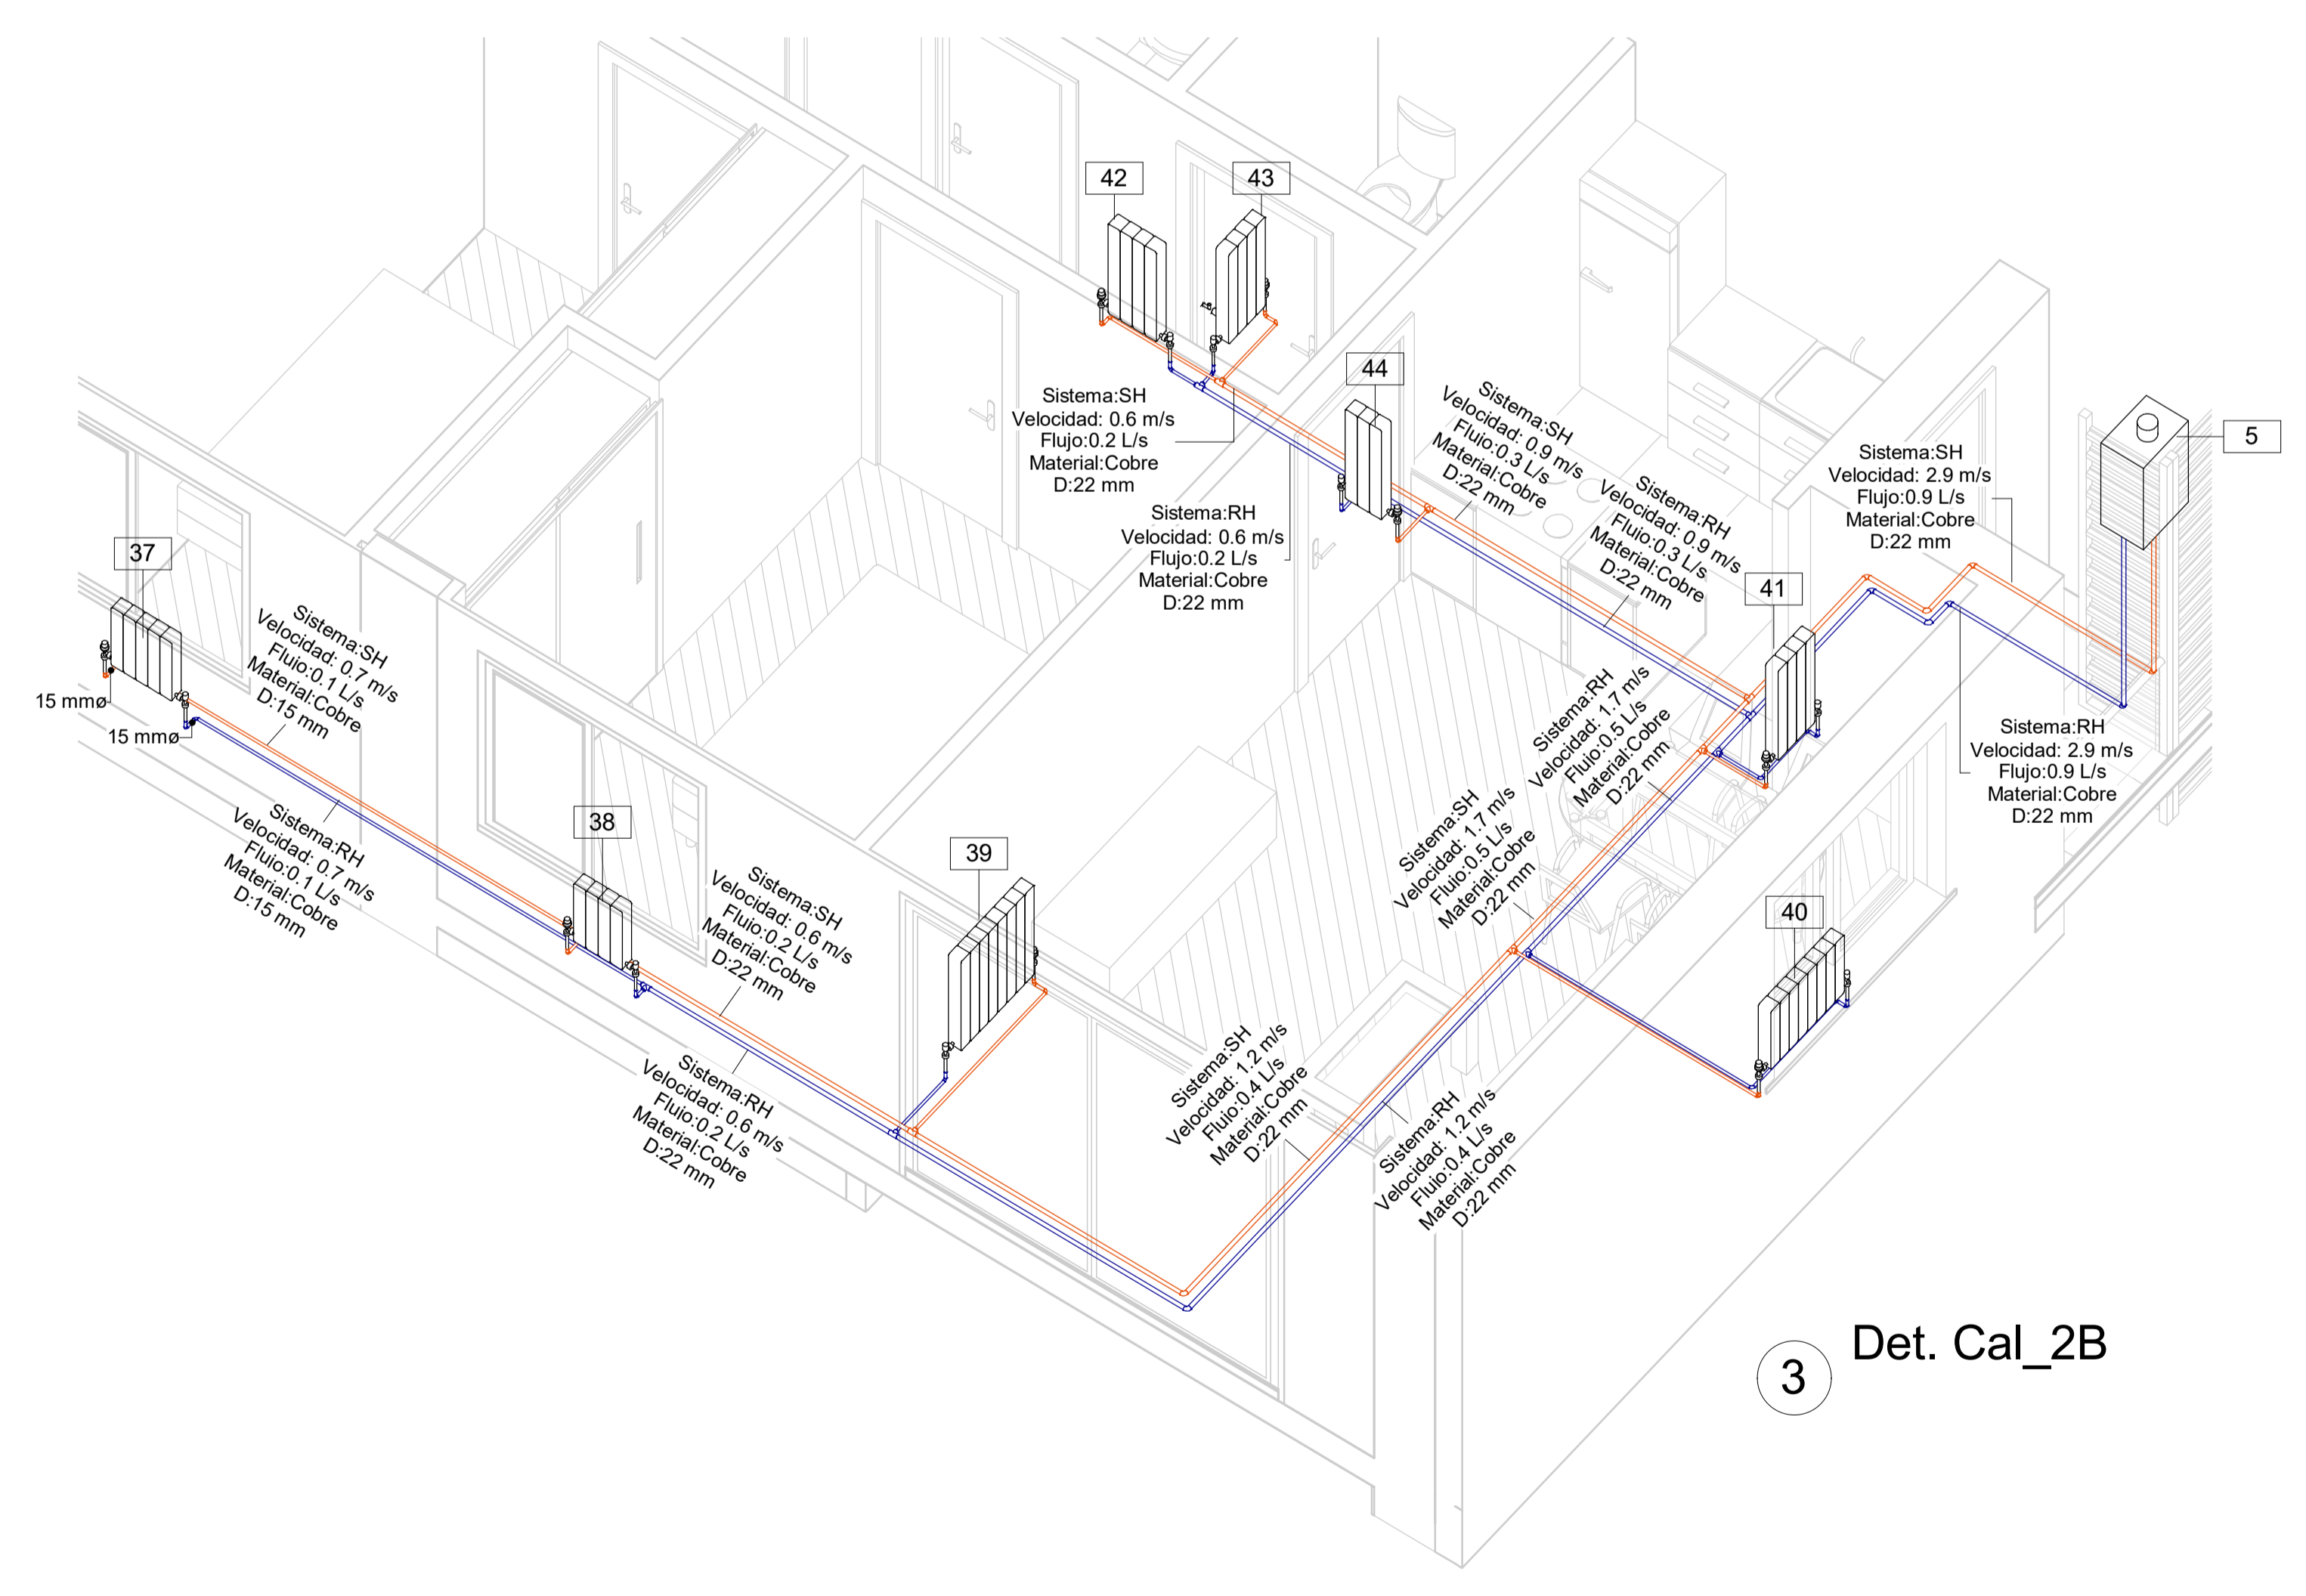 42
43
44
Sistema:SH
Velocidad: 0.6 m/s
Flujo:0.2 L/s
Material:Cobre
D:22 mm
Sistema:RH
Velocidad: 0.6 m/s
Flujo:0.2 L/s
Material:Cobre
D:22 mm
Sistema:SH
Velocidad: 0.9 m/s
Flujo:0.3 L/s
Material:Cobre
D:22 mm
Sistema:RH
Velocidad: 0.9 m/s
Flujo:0.3 L/s
Material:Cobre
D:22 mm
Sistema:SH
Velocidad: 2.9 m/s
Flujo:0.9 L/s
Material:Cobre
D:22 mm
5
41
Sistema:RH
Velocidad: 2.9 m/s
Flujo:0.9 L/s
Material:Cobre
D:22 mm
37
15 mmø
15 mmø
Sistema:SH
Velocidad: 0.7 m/s
Flujo:0.1 L/s
Material:Cobre
D:15 mm
Sistema:RH
Velocidad: 0.7 m/s
Flujo:0.1 L/s
Material:Cobre
D:15 mm
38
Sistema:SH
Velocidad: 0.6 m/s
Flujo:0.2 L/s
Material:Cobre
D:22 mm
Sistema:RH
Velocidad: 0.6 m/s
Flujo:0.2 L/s
Material:Cobre
D:22 mm
39
Sistema:RH
Velocidad: 1.7 m/s
Flujo:0.5 L/s
Material:Cobre
D:22 mm
Sistema:SH
Velocidad: 1.7 m/s
Flujo:0.5 L/s
Material:Cobre
D:22 mm
40
Sistema:SH
Velocidad: 1.2 m/s
Flujo:0.4 L/s
Material:Cobre
D:22 mm
Sistema:RH
Velocidad: 1.2 m/s
Flujo:0.4 L/s
Material:Cobre
D:22 mm
3
Det. Cal_2B